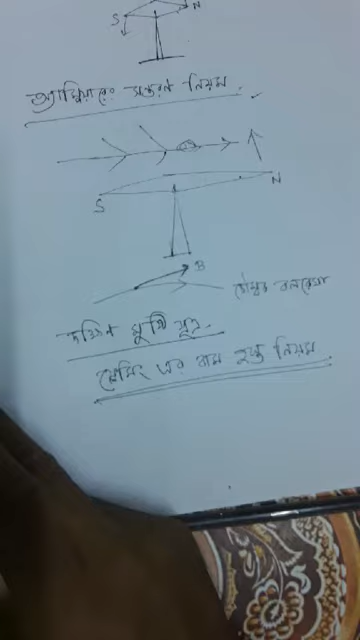 S N
অ্যাম্পিয়ারের সন্তরণ নিয়ম.
N
S
B
চৌম্বক বলরেখা
দক্ষিণ মুষ্টি সূত্র.
ফ্লেমিং এর বাম হস্ত নিয়ম